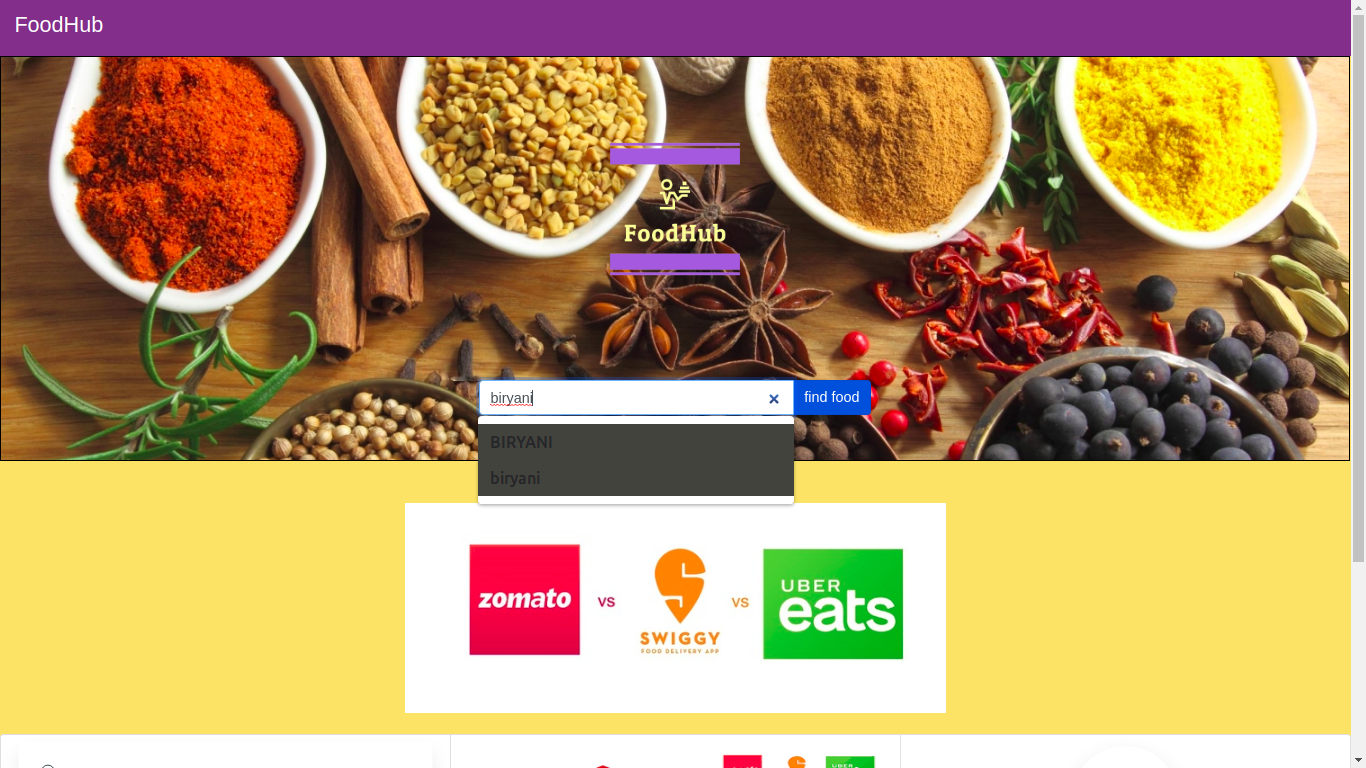 FoodHub
FoodHub
biryani
find food
BIRYANI
biryani
zomato
VS
SWIGGY
FOOD DELIVERY APP
VS
UBER
eats